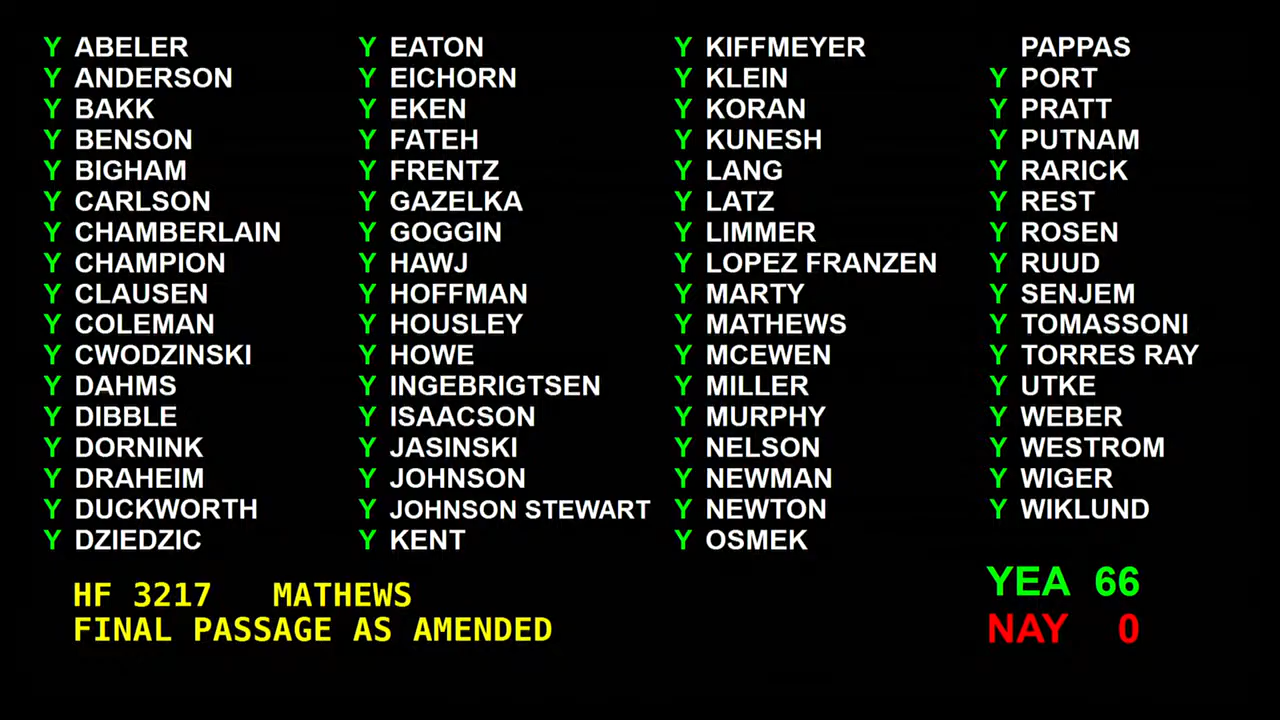 Y ABELER
Y ANDERSON
Y BAKK
Y BENSON
Y BIGHAM
Y CARLSON
Y CHAMBERLAIN
Y CHAMPION
Y CLAUSEN
Y COLEMAN
Y CWODZINSKI
Y DAHMS
Y DIBBLE
Y DORNINK
Y DRAHEIM
Y DUCKWORTH
Y DZIEDZIC
Y EATON
Y EICHORN
Y EKEN
Y FATEH
Y FRENTZ
Y GAZELKA
Y GOGGIN
Y HAWJ
Y HOFFMAN
Y HOUSLEY
Y HOWE
Y INGEBRIGTSEN
Y ISAACSON
Y JASINSKI
Y JOHNSON
Y JOHNSON STEWART
Y KENT
Y KIFFMEYER
Y KLEIN
Y KORAN
Y KUNESH
Y LANG
Y LATZ
Y LIMMER
Y LOPEZ FRANZEN
Y MARTY
Y MATHEWS
Y MCEWEN
Y MILLER
Y MURPHY
Y NELSON
Y NEWMAN
Y NEWTON
Y OSMEK
PAPPAS
Y PORT
Y PRATT
Y PUTNAM
Y RARICK
Y REST
Y ROSEN
Y RUUD
Y SENJEM
Y TOMASSONI
Y TORRES RAY
Y UTKE
Y WEBER
Y WESTROM
Y WIGER
Y WIKLUND
HF 3217 MATHEWS
FINAL PASSAGE AS AMENDED
YEA 66
NAY 0